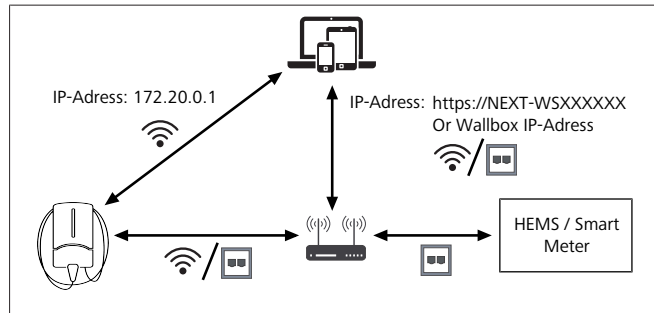 IP-Adress: 172.20.0.1
IP-Adress: https://NEXT-WSXXXXXX
Or Wallbox IP-Adress
HEMS / Smart
Meter